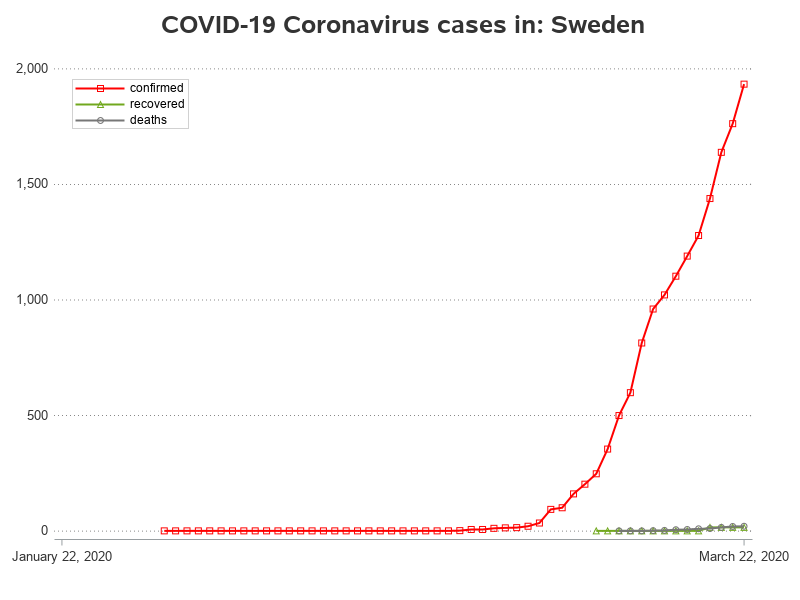 COVID-19 Coronavirus cases in: Sweden
2,000
confirmed
recovered
deaths
1,500
1,000
500
0
January 22, 2020 March 22, 2020